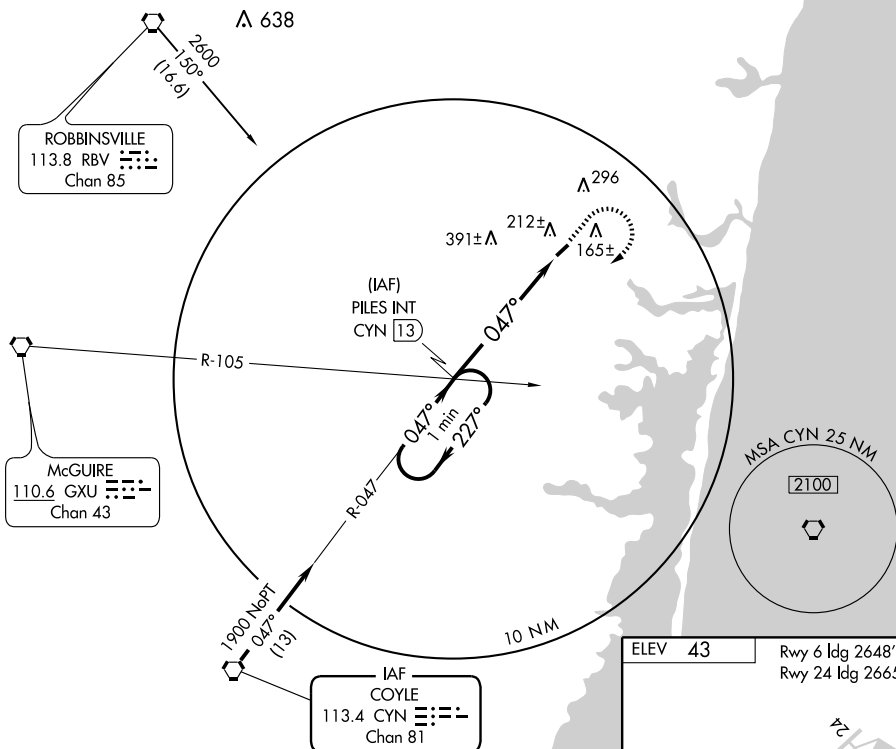 638
2600
150°
(16.6)
ROBBINSVILLE
113.8 RBV
Chan 85
296
212±
391±
165±
(IAF)
PILES INT
CYN 13
047°
R-105
McGUIRE
110.6 GXU
Chan 43
047°
1 min
227°
R-047
MSA CYN 25 NM
2100
1900 NoPT
047°
(13)
10 NM
IAF
COYLE
113.4 CYN
Chan 81
ELEV 43
Rwy 6 ldg 2648'
Rwy 24 ldg 2665
24